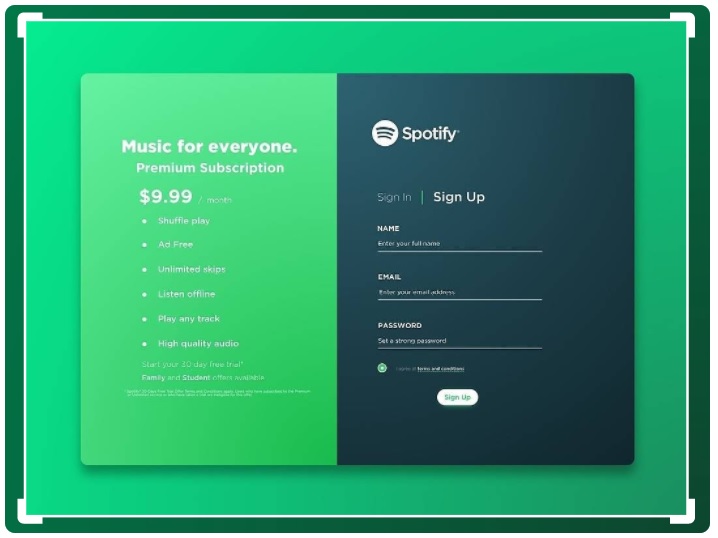 Music for everyone.
Premium Subscription
$9.99 / month
Shuffle play
Ad Free
Unlimited skips
Listen offline
Play any track
High quality audio
Start your 30 day free trial*
Family and Student offers available
Spotify
Sign In | Sign Up
NAME
Enter your full name
EMAIL
Enter your email address
PASSWORD
Set a strong password
I agree all terms and conditions
Sign Up